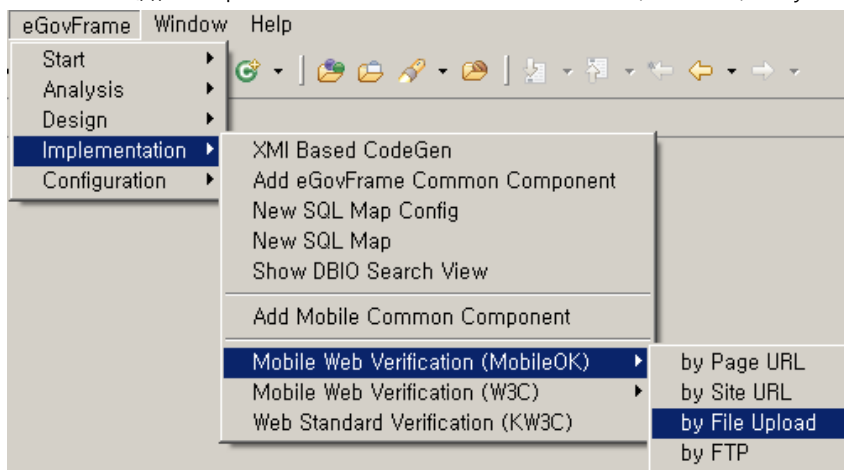 eGovFrame Window Help
Start
Analysis
Design
Implementation
Configuration
XMI Based CodeGen
Add eGovFrame Common Component
New SQL Map Config
New SQL Map
Show DBIO Search View
Add Mobile Common Component
Mobile Web Verification (MobileOK)
Mobile Web Verification (W3C)
Web Standard Verification (KW3C)
by Page URL
by Site URL
by File Upload
by FTP